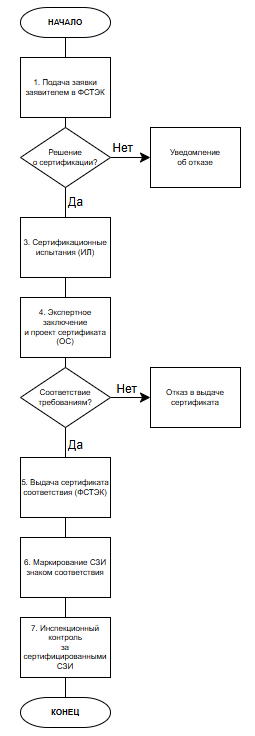 НАЧАЛО
1. Подача заявки
заявителем в ФСТЭК
Решение
о сертификации?
Нет
Уведомление
об отказе
Да
3. Сертификационные
испытания (ИЛ)
4. Экспертное
заключение
и проект сертификата
(ОС)
Соответствие
требованиям?
Нет
Отказ в выдаче
сертификата
Да
5. Выдача сертификата
соответствия (ФСТЭК)
6. Маркирование СЗИ
знаком соответствия
7. Инспекционный
контроль
за
сертифицированными
СЗИ
КОНЕЦ